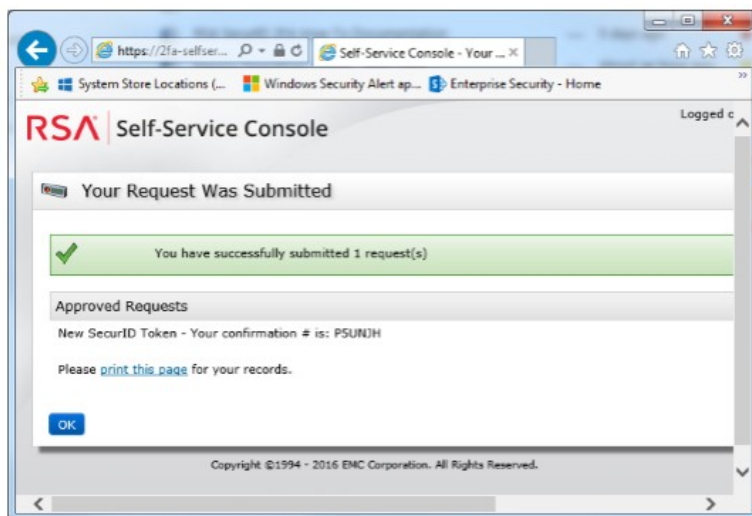 https://2fa-selfser...
Self-Service Console - Your ...
System Store Locations (...
Windows Security Alert ap...
Enterprise Security - Home
RSA Self-Service Console
Logged
Your Request Was Submitted
You have successfully submitted 1 request(s)
Approved Requests
New SecurID Token - Your confirmation # is: PSUNJH
Please print this page for your records.
OK
Copyright ©1994 - 2016 EMC Corporation. All Rights Reserved.